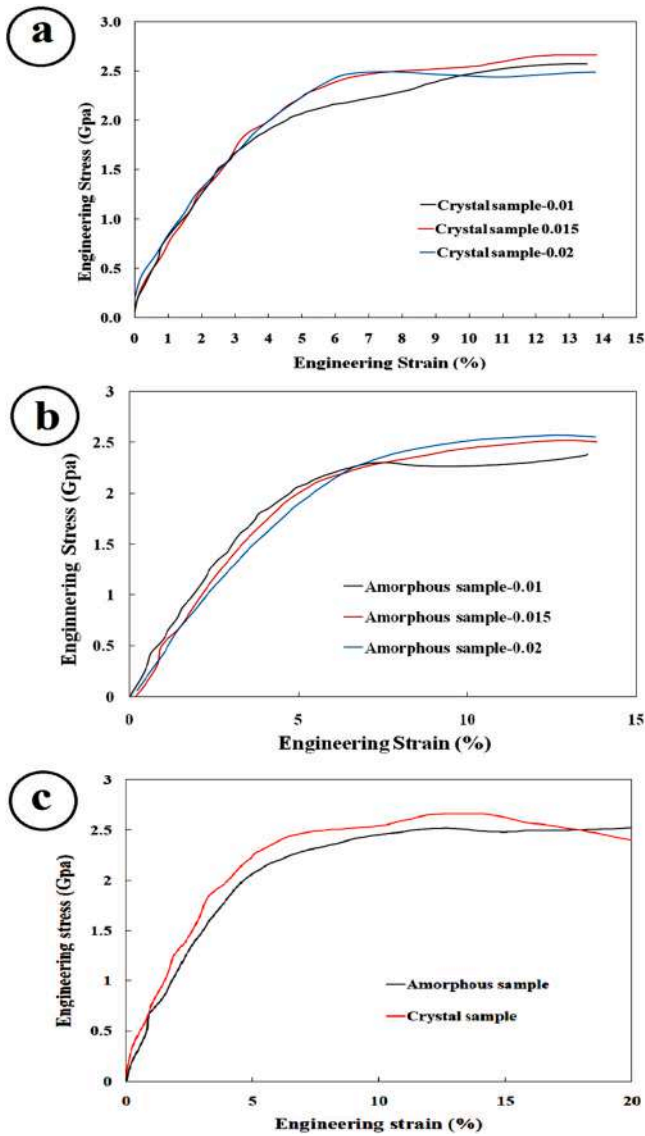 a
3.0
2.5
2.0
1.5
1.0
0.5
0.0
Engineering Stress (Gpa)
Crystal sample-0.01
Crystal sample 0.015
Crystal sample-0.02
0 1 2 3 4 5 6 7 8 9 10 11 12 13 14 15
Engineering Strain (%)
b
3
2.5
2
1.5
1
0.5
0
Enginnering Stress (Gpa)
Amorphous sample-0.01
Amorphous sample-0.015
Amorphous sample-0.02
0 5 10 15
Engineering Strain (%)
c
3
2.5
2
1.5
1
0.5
0
Engineering stress (Gpa)
Amorphous sample
Crystal sample
0 5 10 15 20
Engineering strain (%)